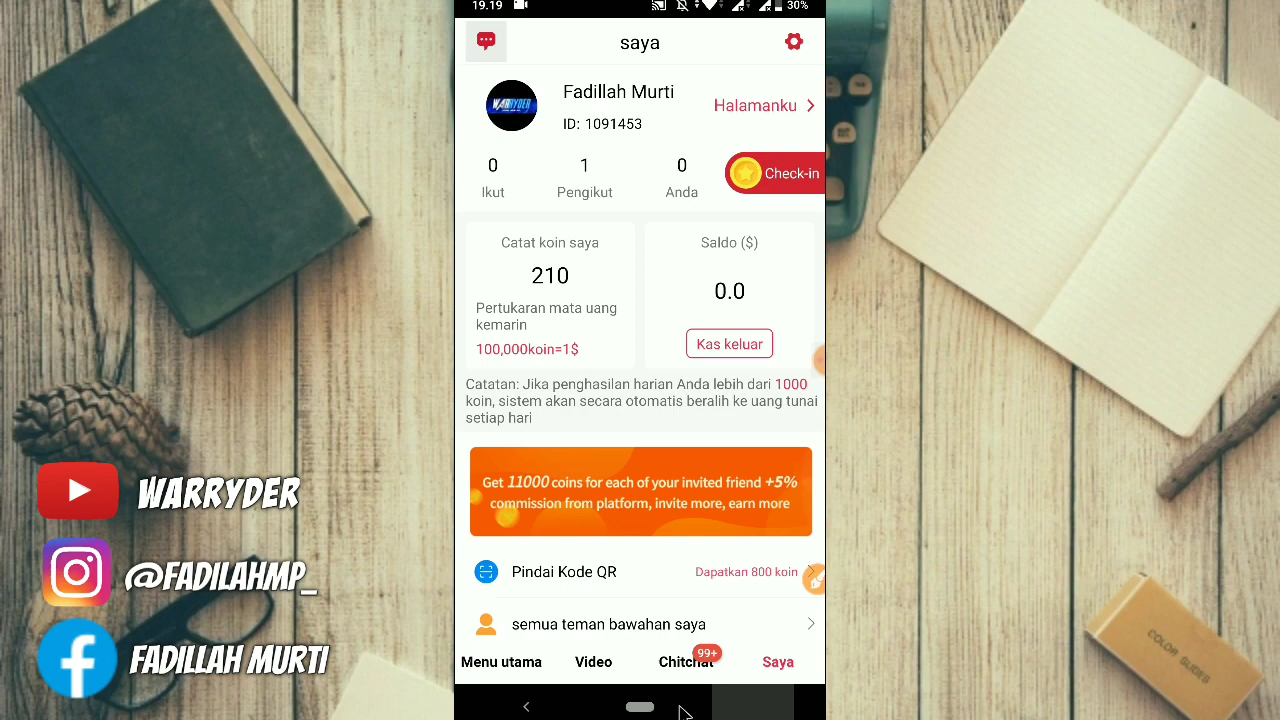 19.19
30%
saya
WARRYDER
Fadillah Murti
ID: 1091453
Halamanku
0
1
0
Ikut
Pengikut
Anda
Check-in
Catat koin saya
210
Pertukaran mata uang
kemarin
100,000koin=1$
Saldo ($)
0.0
Kas keluar
Catatan: Jika penghasilan harian Anda lebih dari 1000
koin, sistem akan secara otomatis beralih ke uang tunai
setiap hari
Get 11000 coins for each of your invited friend +5%
commission from platform, invite more, earn more
Pindai Kode QR
Dapatkan 800 koin
semua teman bawahan saya
Menu utama
Video
Chitchat
99+
Saya
WARRYDER
@FADILAHMP_
FADILLAH MURTI
COLOR SLIDES